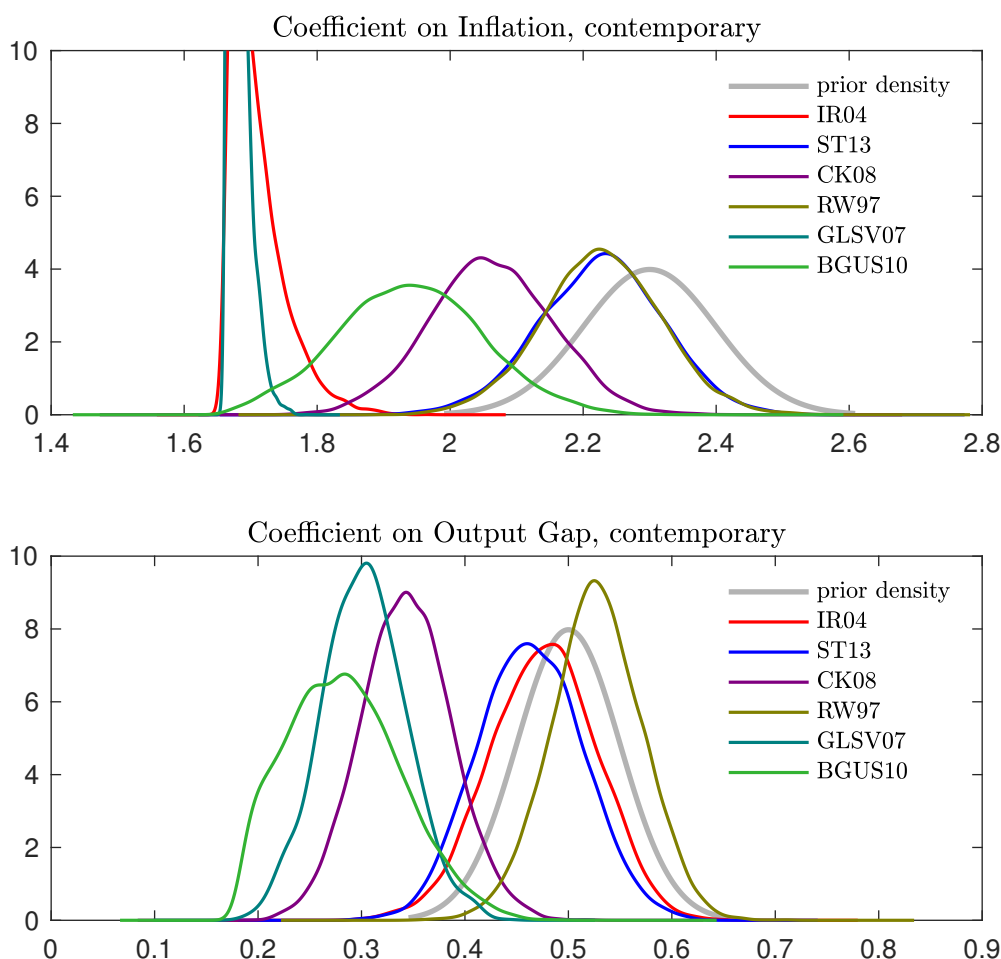 Coefficient on Inflation, contemporary
10
8
6
4
2
0
prior density
IR04
ST13
CK08
RW97
GLSV07
BGUS10
1.4 1.6 1.8 2 2.2 2.4 2.6 2.8
Coefficient on Output Gap, contemporary
10
8
6
4
2
0
prior density
IR04
ST13
CK08
RW97
GLSV07
BGUS10
0 0.1 0.2 0.3 0.4 0.5 0.6 0.7 0.8 0.9